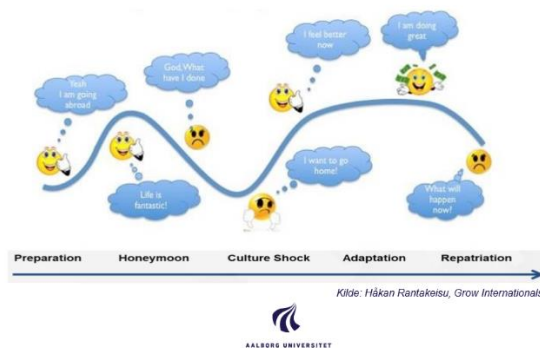 Yeah
I am going
abroad
Life is
fantastic!
God, What
have I done
I want to go
home!
I feel better
now
I am doing
great
What will
happen
now?
Preparation
Honeymoon
Culture Shock
Adaptation
Repatriation
Kilde: Håkan Rantakeisu, Grow Internationals
AALBORG UNIVERSITET